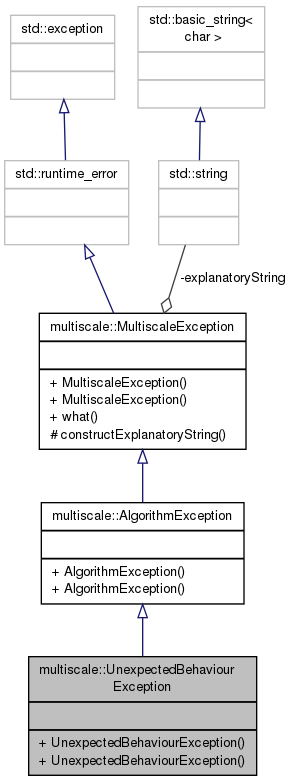 std::exception
std::basic_string<
char >
std::runtime_error
std::string
-explanatoryString
multiscale::MultiscaleException
+ MultiscaleException()
+ MultiscaleException()
+ what()
# constructExplanatoryString()
multiscale::AlgorithmException
+ AlgorithmException()
+ AlgorithmException()
multiscale::UnexpectedBehaviour
Exception
+ UnexpectedBehaviourException()
+ UnexpectedBehaviourException()